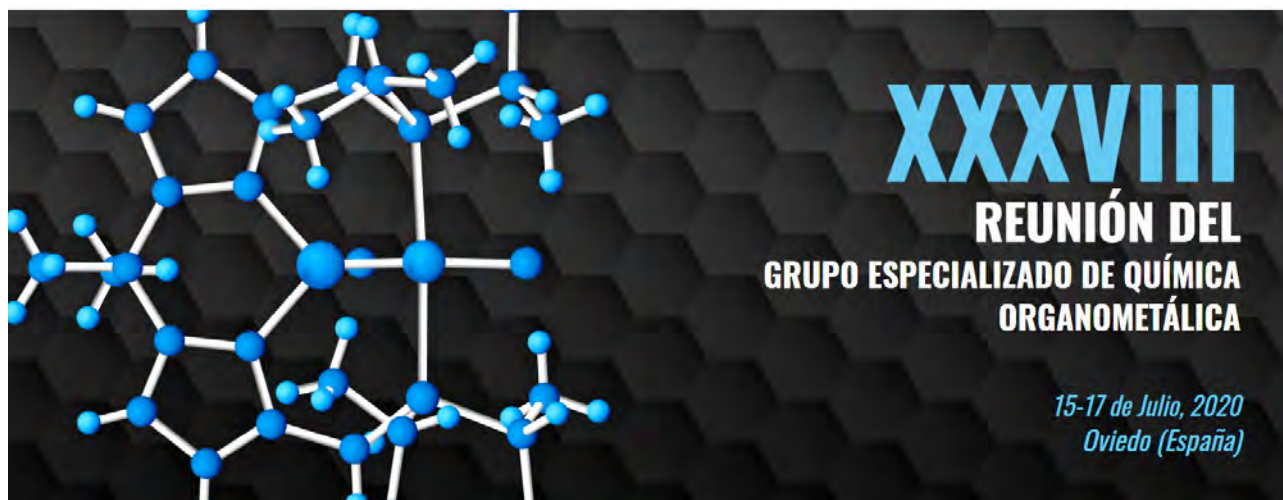 XXXVIII
REUNIÓN DEL
GRUPO ESPECIALIZADO DE QUÍMICA
ORGANOMETÁLICA
15-17 de Julio, 2020
Oviedo (España)